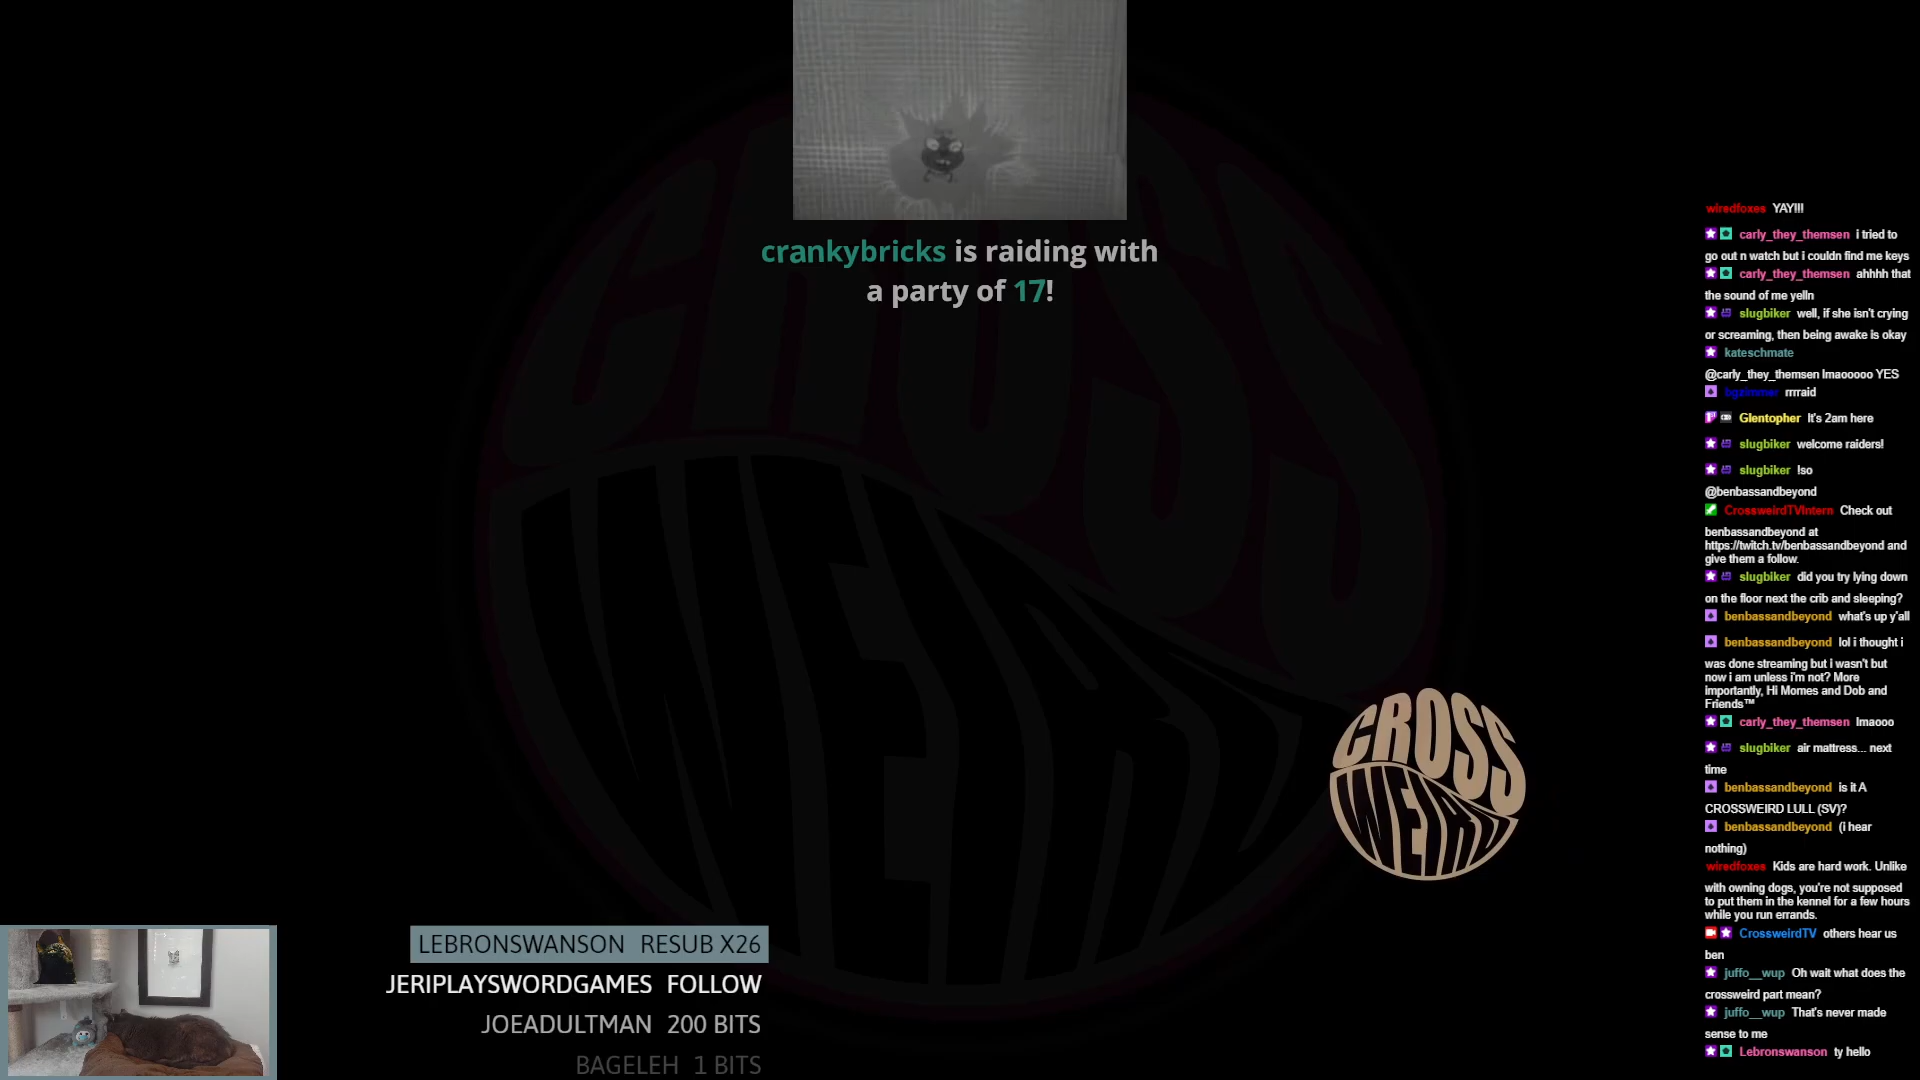 crankybricks is raiding with
a party of 17!
CROSS
WEIRD
CROSS
WEIRD
LEBRONSWANSON RESUB X26
JERIPLAYSWORDGAMES FOLLOW
JOEADULTMAN 200 BITS
BAGELEH 1 BITS
wiredfoxes YAY!!!
carly_they_themsen i tried to
go out n watch but i couldn find me keys
carly_they_themsen ahhhh that
the sound of me yelln
slugbiker well, if she isn't crying
or screaming, then being awake is okay
kateschmate
@carly_they_themsen lmaooooo YES
bgzimmer rrrraid
Glentopher It's 2am here
slugbiker welcome raiders!
slugbiker !so
@benbassandbeyond
CrossweirdTVIntern Check out
benbassandbeyond at
https://twitch.tv/benbassandbeyond and
give them a follow.
slugbiker did you try lying down
on the floor next the crib and sleeping?
benbassandbeyond what's up y'all
benbassandbeyond lol i thought i
was done streaming but i wasn't but
now i am unless i'm not? More
importantly, Hi Momes and Dob and
Friends™
carly_they_themsen lmaooo
slugbiker air mattress... next
time
benbassandbeyond is it A
CROSSWEIRD LULL (SV)?
benbassandbeyond (i hear
nothing)
wiredfoxes Kids are hard work. Unlike
with owning dogs, you're not supposed
to put them in the kennel for a few hours
while you run errands.
CrossweirdTV others hear us
ben
juffo__wup Oh wait what does the
crossweird part mean?
juffo__wup That's never made
sense to me
Lebronswanson ty hello